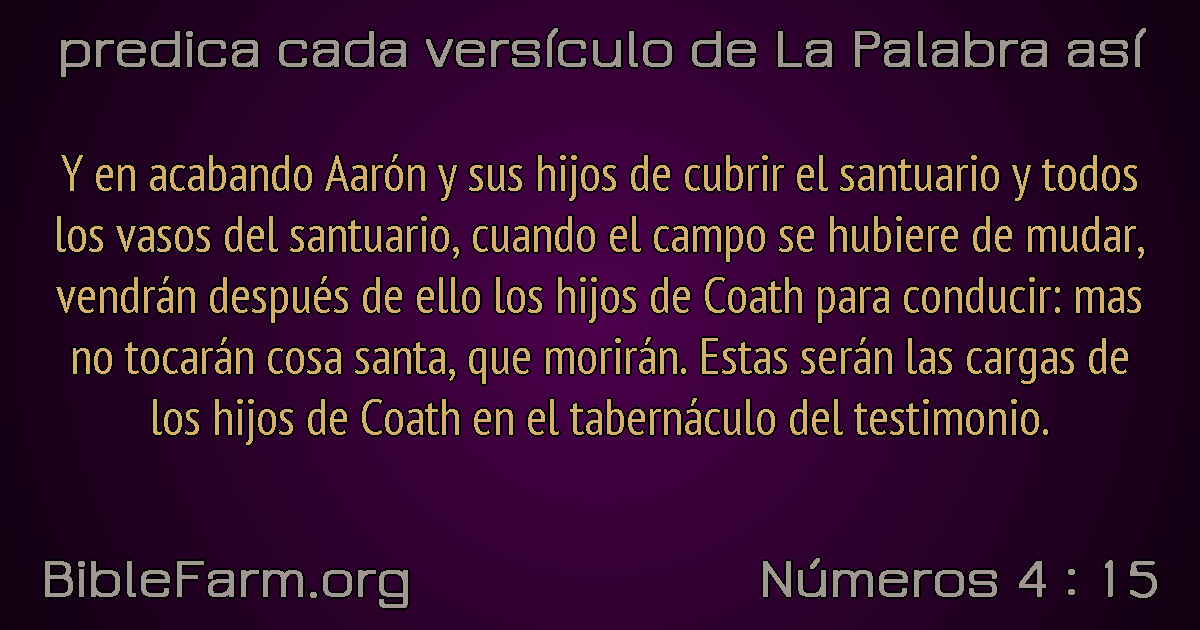 predica cada versículo de La Palabra así
Y en acabando Aarón y sus hijos de cubrir el santuario y todos
los vasos del santuario, cuando el campo se hubiere de mudar,
vendrán después de ello los hijos de Coath para conducir: mas
no tocarán cosa santa, que morirán. Estas serán las cargas de
los hijos de Coath en el tabernáculo del testimonio.
BibleFarm.org
Números 4 : 15